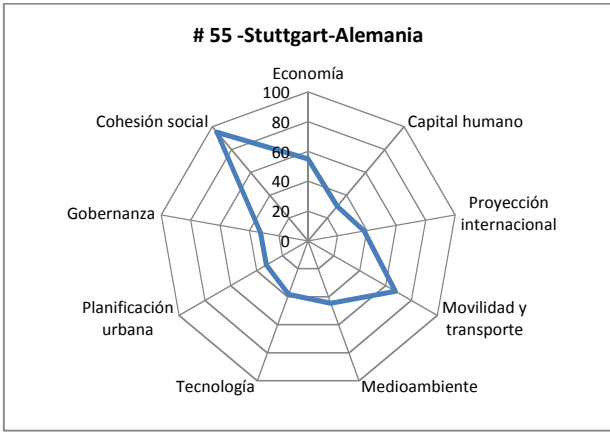 # 55 -Stuttgart-Alemania
Economía
100
80
60
40
20
0
Capital humano
Proyección
internacional
Movilidad y
transporte
Medioambiente
Tecnología
Planificación
urbana
Gobernanza
Cohesión social